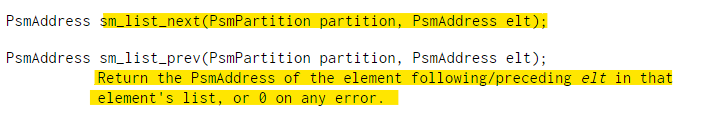 PsmAddress sm_list_next(PsmPartition partition, PsmAddress elt);
PsmAddress sm_list_prev(PsmPartition partition, PsmAddress elt);
Return the PsmAddress of the element following/preceding elt in that
element's list, or 0 on any error.